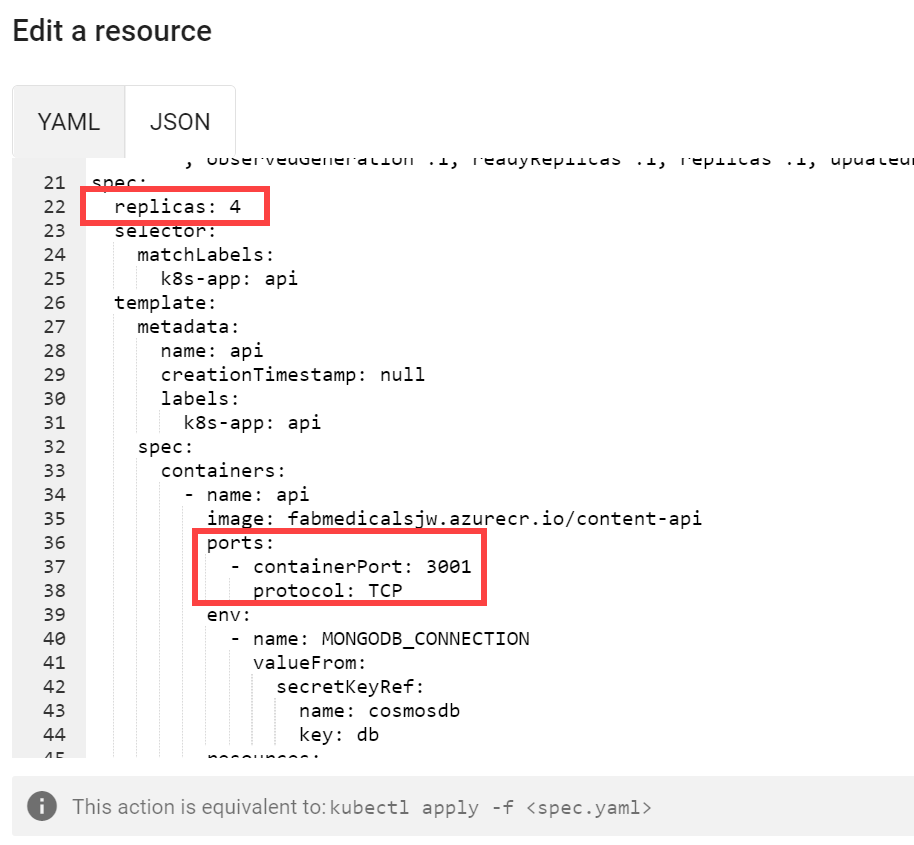 Edit a resource
YAML JSON
, observedGeneration :1, readyReplicas :1, replicas :1,
21 spec:
22 replicas: 4
23 selector:
24 matchLabels:
25 k8s-app: api
26 template:
27 metadata:
28 name: api
29 creationTimestamp: null
30 labels:
31 k8s-app: api
32 spec:
33 containers:
34 - name: api
35 image: fabmedicalsjw.azurecr.io/content-api
36 ports:
37 - containerPort: 3001
38 protocol: TCP
39 env:
40 - name: MONGODB_CONNECTION
41 valueFrom:
42 secretKeyRef:
43 name: cosmosdb
44 key: db
45 resources:
i This action is equivalent to: kubectl apply -f <spec.yaml>